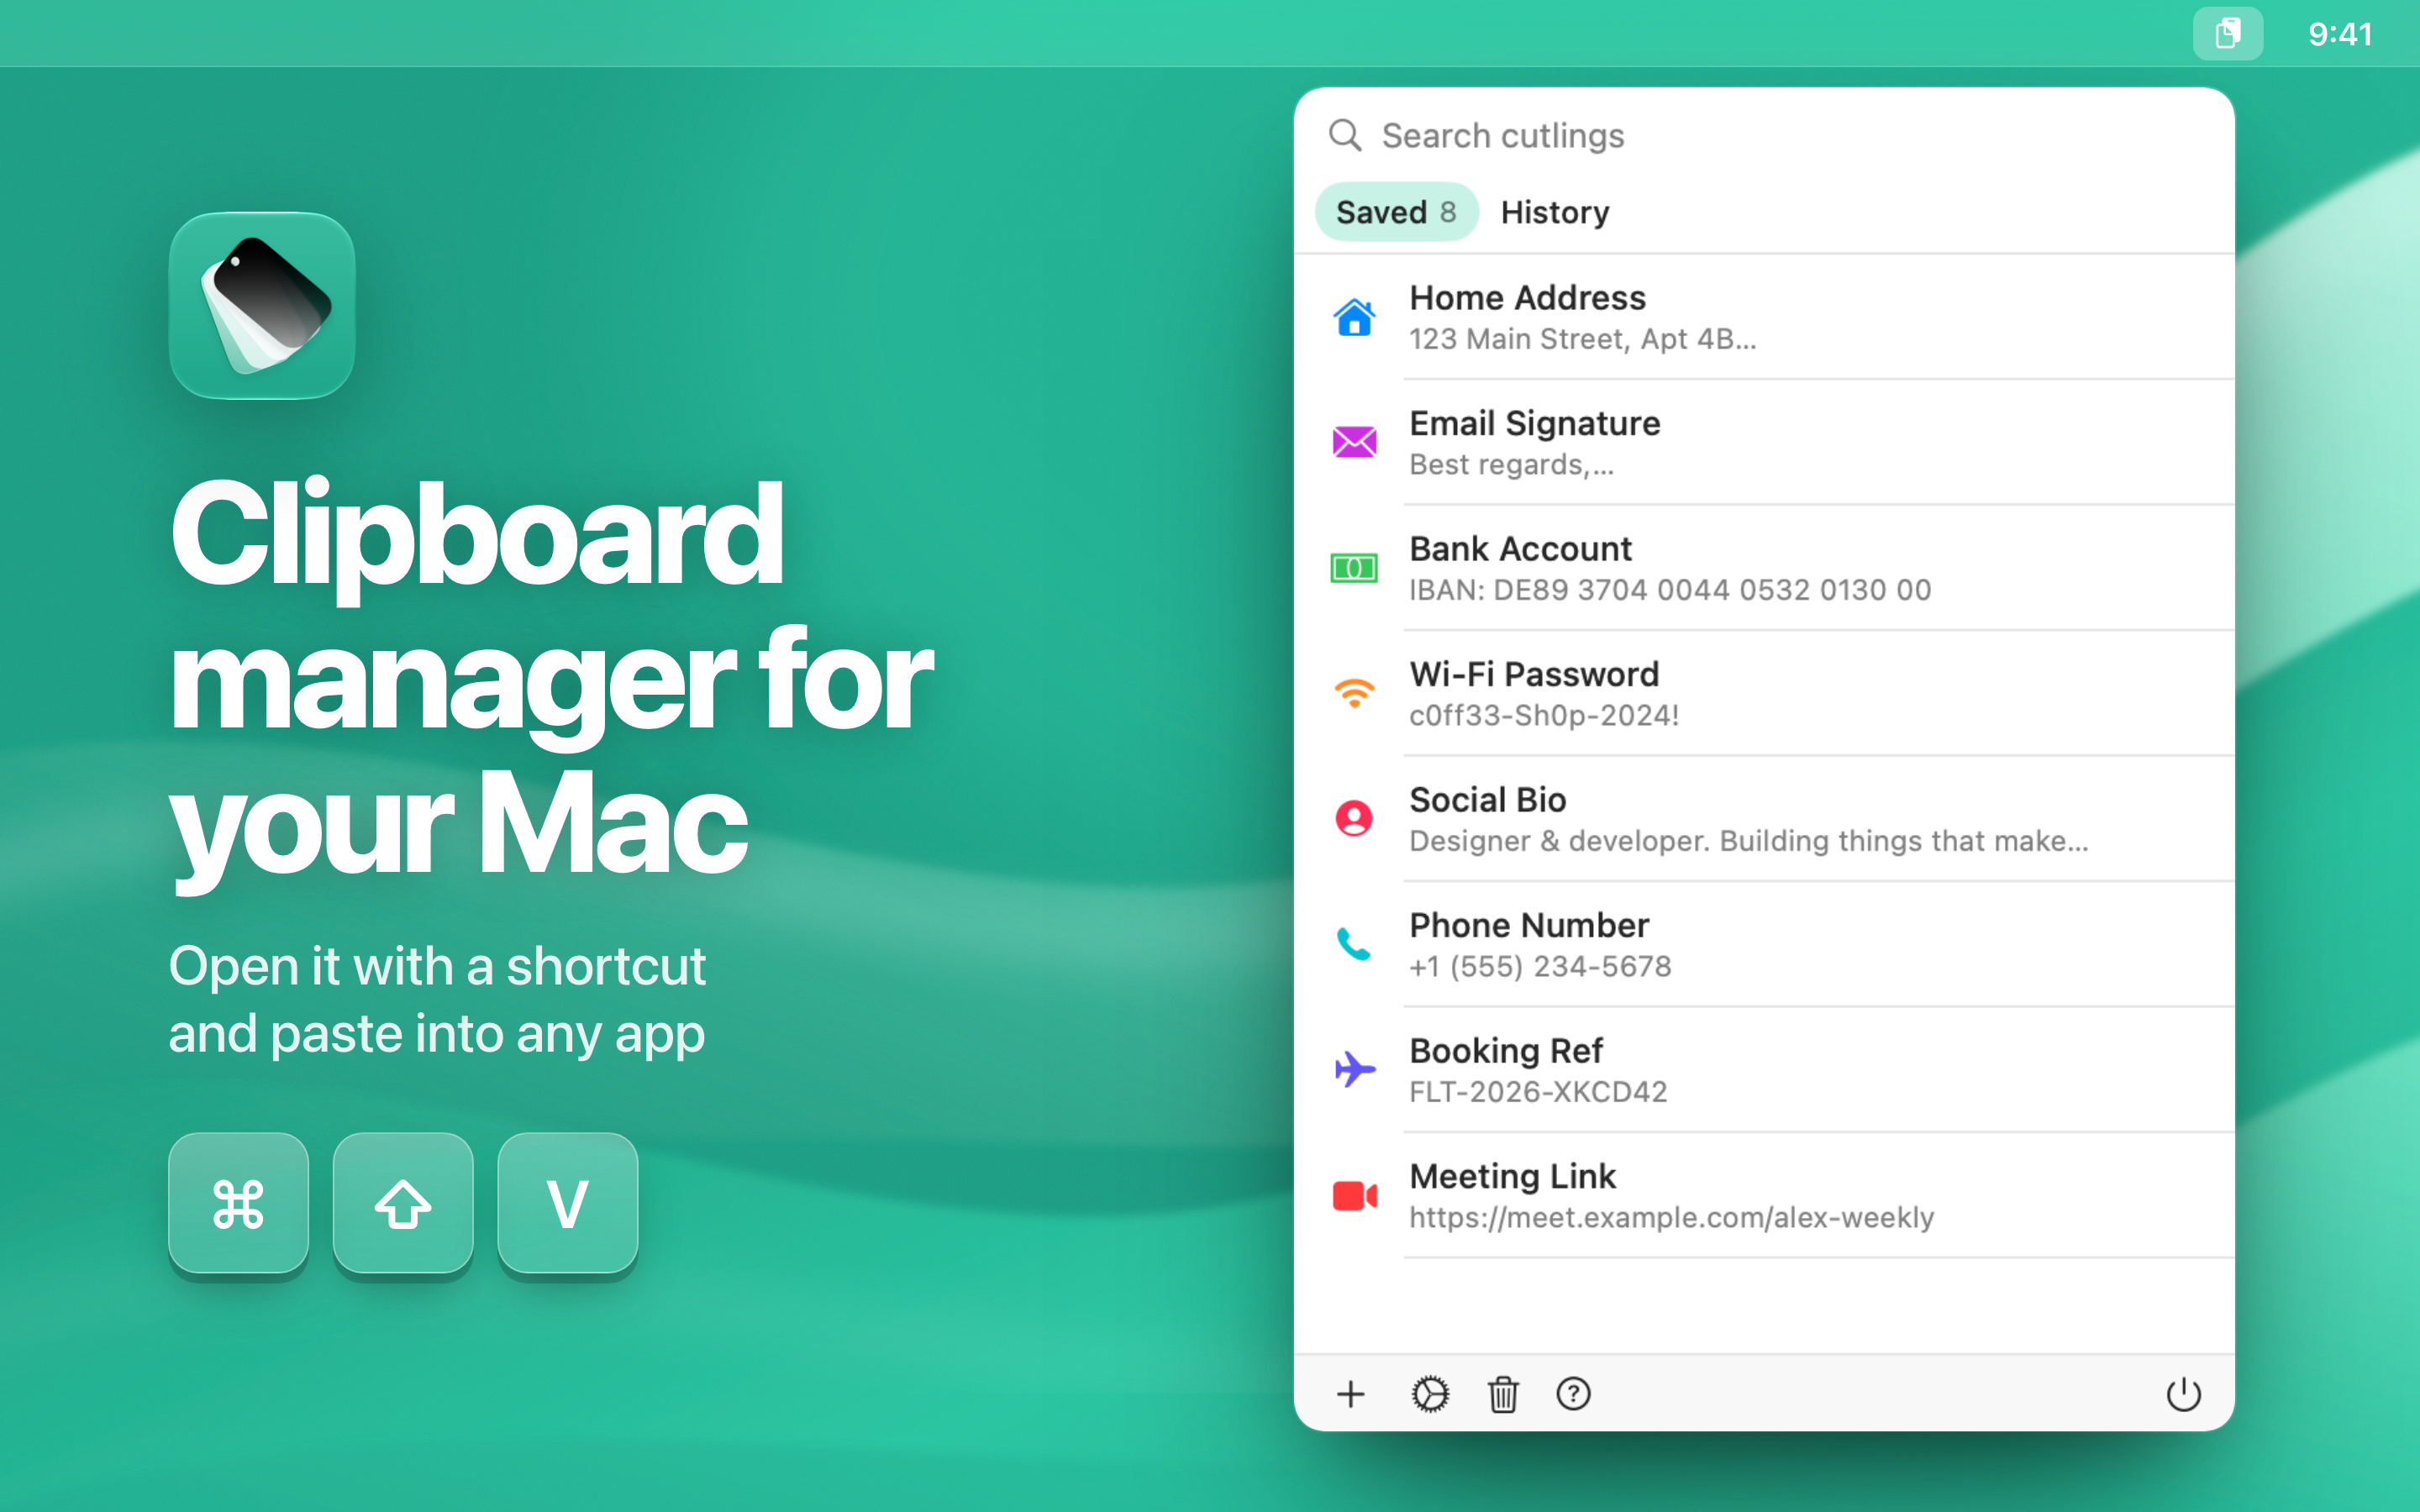 9:41
Clipboard
manager for
your Mac
Open it with a shortcut
and paste into any app
⌘ ⇧ V
Search cutlings
Saved 8 History
Home Address
123 Main Street, Apt 4B...
Email Signature
Best regards,...
Bank Account
IBAN: DE89 3704 0044 0532 0130 00
Wi-Fi Password
c0ff33-Sh0p-2024!
Social Bio
Designer & developer. Building things that make...
Phone Number
+1 (555) 234-5678
Booking Ref
FLT-2026-XKCD42
Meeting Link
https://meet.example.com/alex-weekly